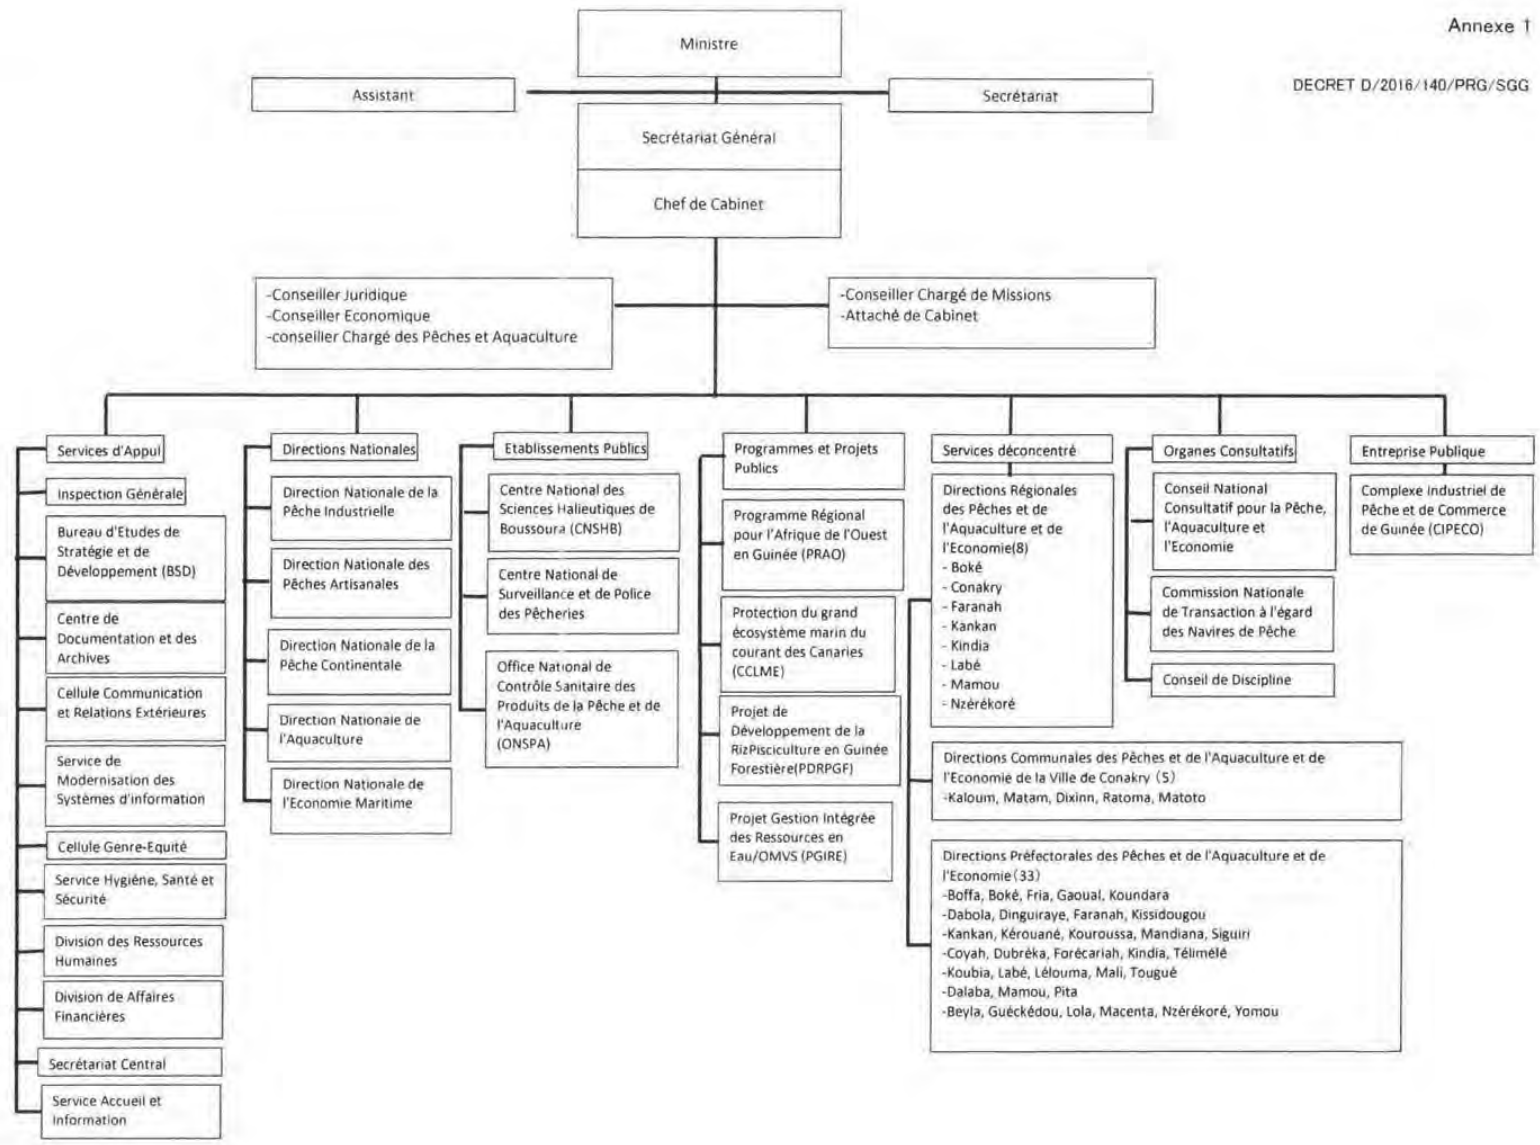 Annexe 1
DECRET D/2016/140/PRG/SGG
Ministre
Assistant
Secrétariat
Secrétariat Général
Chef de Cabinet
-Conseiller Juridique
-Conseiller Economique
-conseiller Chargé des Pêches et Aquaculture
-Conseiller Chargé de Missions
-Attaché de Cabinet
Services d'Appul
Inspection Générale
Bureau d'Etudes de
Stratégie et de
Développement (BSD)
Centre de
Documentation et des
Archives
Cellule Communication
et Relations Extérieures
Service de
Modernisation des
Systèmes d'information
Cellule Genre-Equité
Service Hygiéne, Santé et
Sécurité
Division des Ressources
Humaines
Division de Affaires
Financières
Secrétariat Central
Service Accueil et
Information
Directions Nationales
Direction Nationale de la
Pêche Industrielle
Direction Nationale des
Pêches Artisanales
Direction Nationale de la
Pêche Continentale
Direction Nationale de
l'Aquaculture
Direction Nationale de
l'Economie Maritime
Etablissements Publics
Centre National des
Sciences Halieutiques de
Boussoura (CNSHB)
Centre National de
Surveillance et de Police
des Pêcheries
Office National de
Contrôle Sanitaire des
Produits de la Pêche et de
l'Aquaculture
(ONSPA)
Programmes et Projets
Publics
Programme Régional
pour l'Afrique de l'Ouest
en Guinée (PRAO)
Protection du grand
écosystème marin du
courant des Canaries
(CCLME)
Projet de
Développement de la
RizPisciculture en Guinée
Forestière(PDRPGF)
Projet Gestion Intégrée
des Ressources en
Eau/OMVS (PGIRE)
Services déconcentré
Directions Régionales
des Pêches et de
l'Aquaculture et de
l'Economie(8)
- Boké
- Conakry
- Faranah
- Kankan
- Kindia
- Labé
- Mamou
- Nzérékoré
Directions Communales des Pêches et de l'Aquaculture et de
l'Economie de la Ville de Conakry (5)
-Kaloum, Matam, Dixinn, Ratoma, Matoto
Directions Préfectorales des Pêches et de l'Aquaculture et de
l'Economie(33)
-Boffa, Boké, Fria, Gaoual, Koundara
-Dabola, Dinguiraye, Faranah, Kissidougou
-Kankan, Kérouané, Kouroussa, Mandiana, Siguiri
-Coyah, Dubréka, Forécariah, Kindia, Télimélé
-Koubia, Labé, Lélouma, Mali, Tougué
-Dalaba, Mamou, Pita
-Beyla, Guéckédou, Lola, Macenta, Nzérékoré, Yomou
Organes Consultatifs
Conseil National
Consultatif pour la Pêche,
l'Aquaculture et
l'Economie
Commission Nationale
de Transaction à l'égard
des Navires de Pêche
Conseil de Discipline
Entreprise Publique
Complexe Industriel de
Pêche et de Commerce
de Guinée (CIPECO)